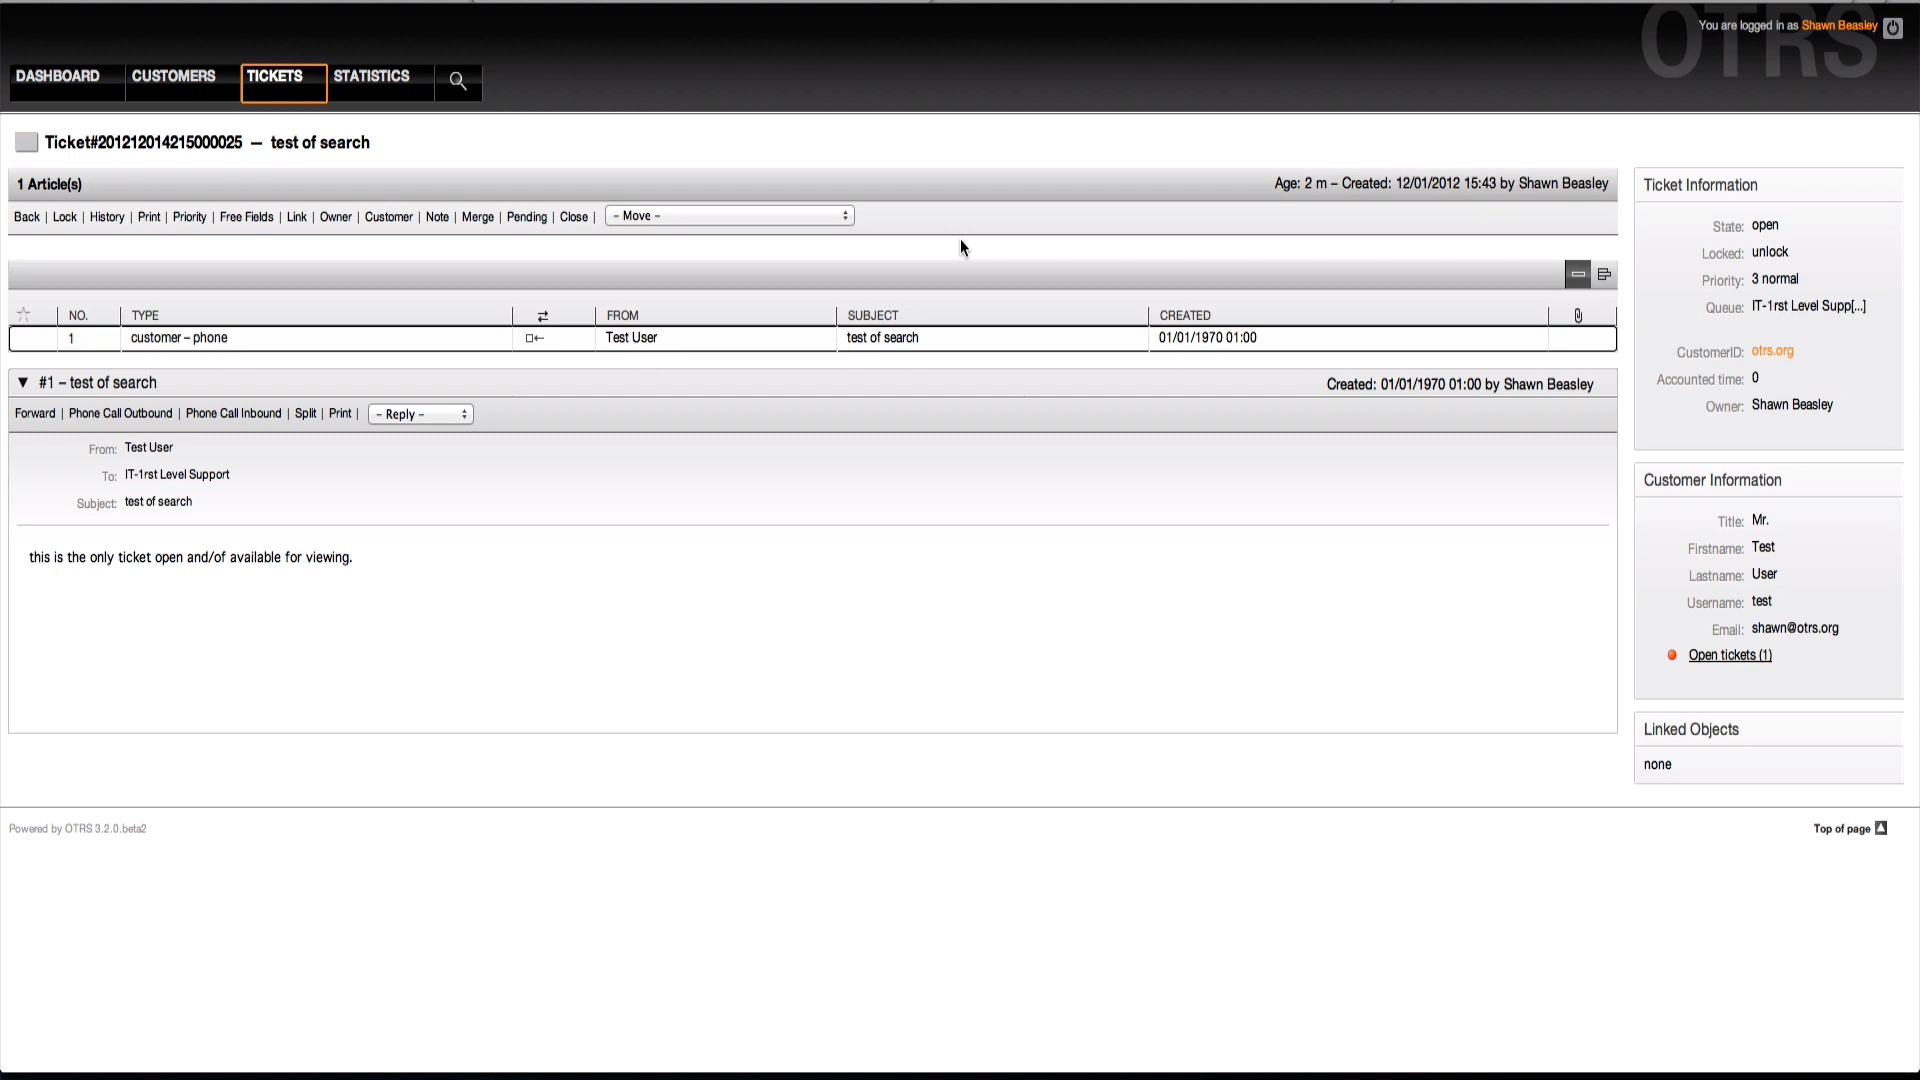 OTRS
You are logged in as Shawn Beasley
DASHBOARD CUSTOMERS TICKETS STATISTICS
Ticket#201212014215000025 – test of search
1 Article(s) Age: 2 m – Created: 12/01/2012 15:43 by Shawn Beasley
Back | Lock | History | Print | Priority | Free Fields | Link | Owner | Customer | Note | Merge | Pending | Close | - Move -
NO. TYPE FROM SUBJECT CREATED
1 customer – phone Test User test of search 01/01/1970 01:00
#1 – test of search Created: 01/01/1970 01:00 by Shawn Beasley
Forward | Phone Call Outbound | Phone Call Inbound | Split | Print | - Reply -
From: Test User
To: IT-1rst Level Support
Subject: test of search
this is the only ticket open and/of available for viewing.
Ticket Information
State: open
Locked: unlock
Priority: 3 normal
Queue: IT-1rst Level Supp[...]
CustomerID: otrs.org
Accounted time: 0
Owner: Shawn Beasley
Customer Information
Title: Mr.
Firstname: Test
Lastname: User
Username: test
Email: shawn@otrs.org
Open tickets (1)
Linked Objects
none
Powered by OTRS 3.2.0.beta2
Top of page